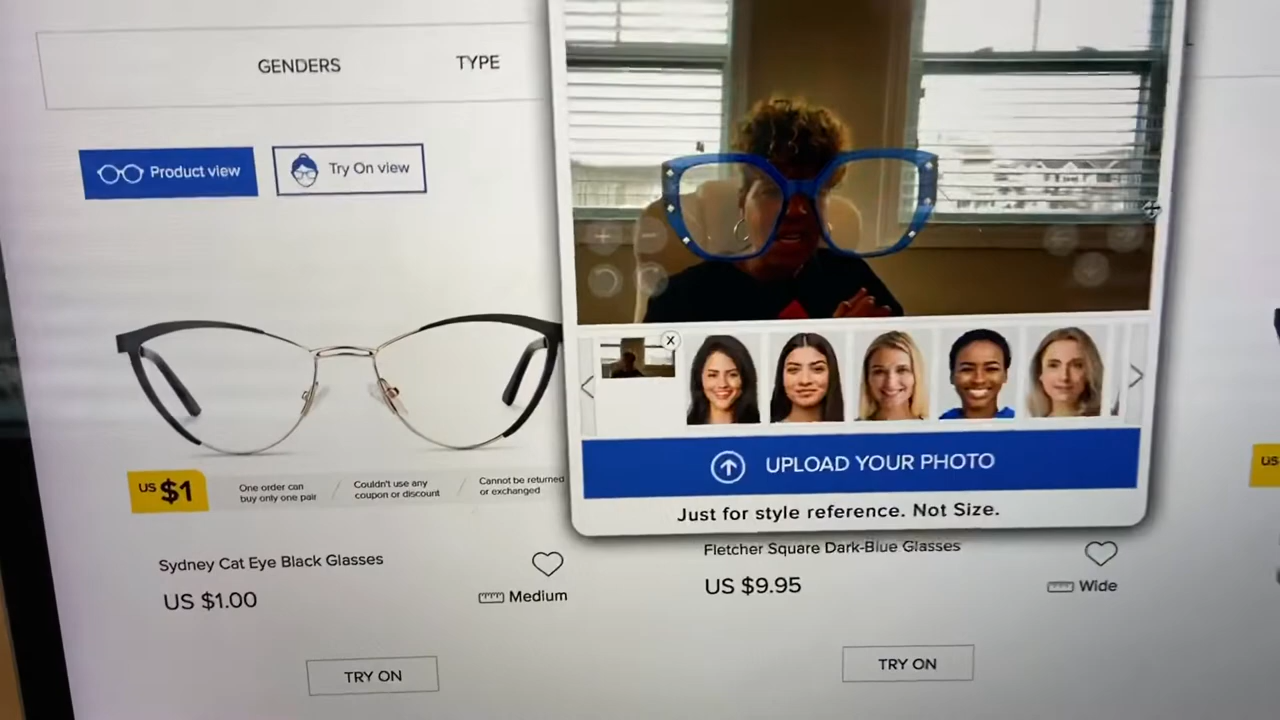 GENDERS
TYPE
Product view
Try On view
X
UPLOAD YOUR PHOTO
Just for style reference. Not Size.
US $1
One order can
buy only one pair
Couldn't use any
coupon or discount
Cannot be returned
or exchanged
US
Sydney Cat Eye Black Glasses
US $1.00
Medium
TRY ON
Fletcher Square Dark-Blue Glasses
US $9.95
Wide
TRY ON